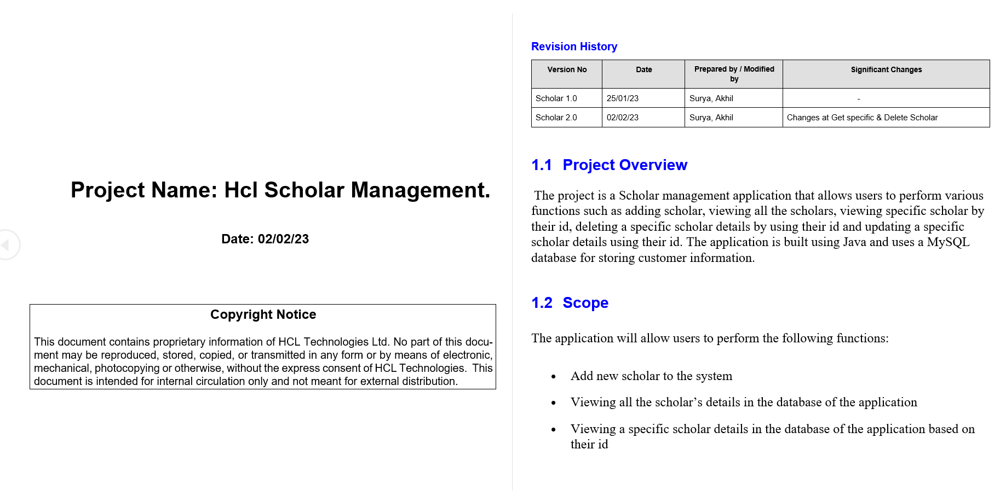 Project Name: Hcl Scholar Management.
Date: 02/02/23
Copyright Notice
This document contains proprietary information of HCL Technologies Ltd. No part of this docu-
ment may be reproduced, stored, copied, or transmitted in any form or by means of electronic,
mechanical, photocopying or otherwise, without the express consent of HCL Technologies.  This
document is intended for internal circulation only and not meant for external distribution.
Revision History
Version No Date Prepared by / Modified by Significant Changes
Scholar 1.0 25/01/23 Surya, Akhil -
Scholar 2.0 02/02/23 Surya, Akhil Changes at Get specific & Delete Scholar
1.1 Project Overview
The project is a Scholar management application that allows users to perform various
functions such as adding scholar, viewing all the scholars, viewing specific scholar by
their id, deleting a specific scholar details by using their id and updating a specific
scholar details using their id. The application is built using Java and uses a MySQL
database for storing customer information.
1.2 Scope
The application will allow users to perform the following functions:
• Add new scholar to the system
• Viewing all the scholar’s details in the database of the application
• Viewing a specific scholar details in the database of the application based on
their id